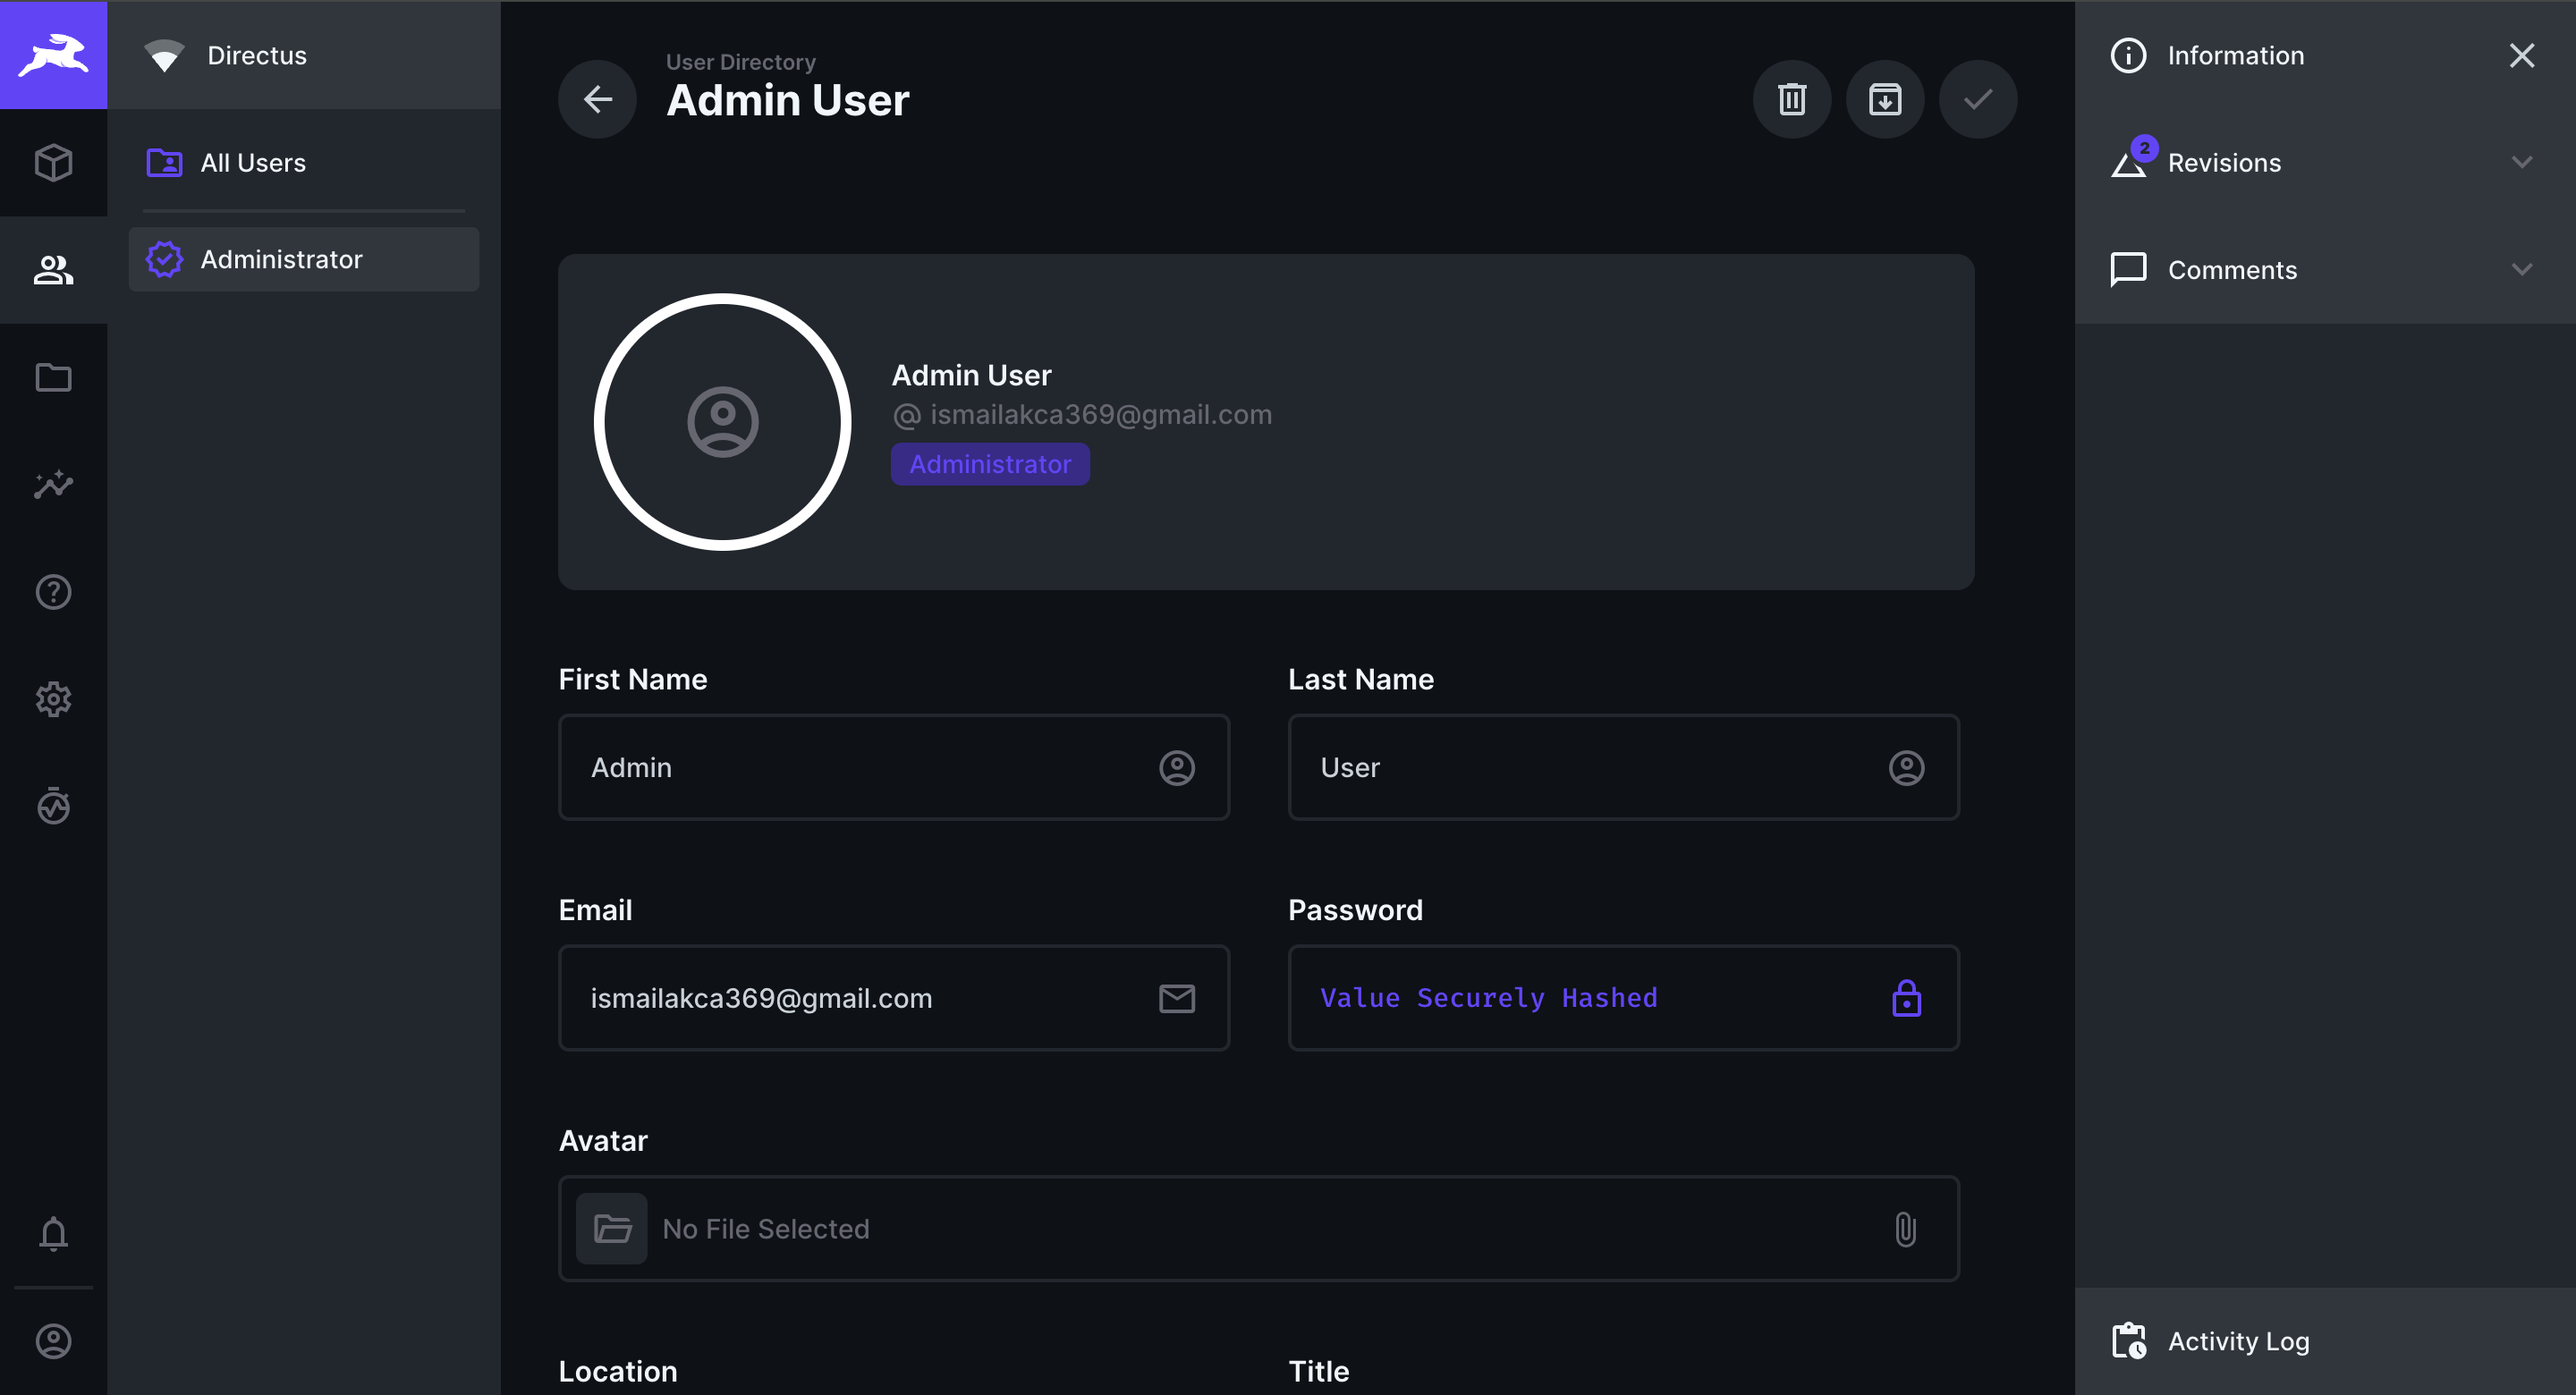 Directus
All Users
Administrator
User Directory
Admin User
Admin User
@ ismailakca369@gmail.com
Administrator
First Name
Last Name
Admin
User
Email
Password
ismailakca369@gmail.com
Value Securely Hashed
Avatar
No File Selected
Location
Title
Information
2
Revisions
Comments
Activity Log